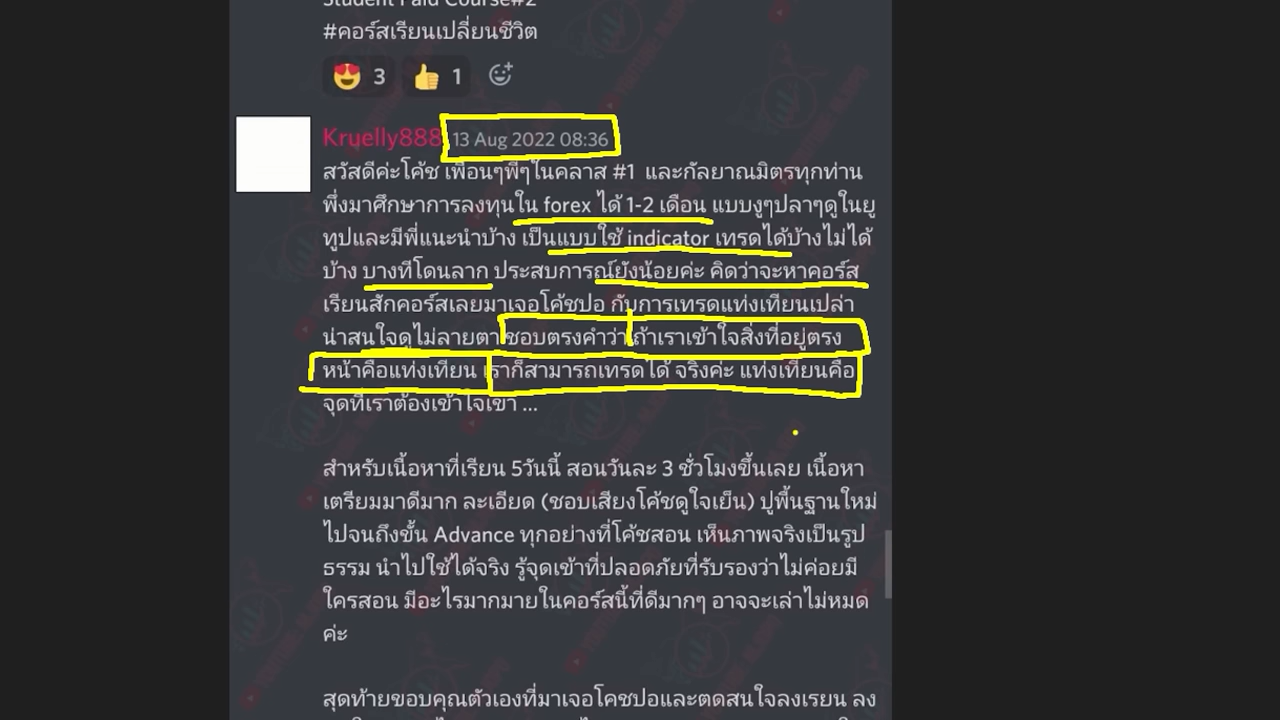 Student Paid Course#2
#คอร์สเรียนเปลี่ยนชีวิต
3 1
Kruelly888 13 Aug 2022 08:36
สวัสดีค่ะโค้ช เพื่อนๆพี่ๆในคลาส #1 และกัลยาณมิตรทุกท่าน
พึ่งมาศึกษาการลงทุนใน forex ได้ 1-2 เดือน แบบงูๆปลาๆดูในยู
ทูปและมีพี่แนะนำบ้าง เป็นแบบใช้ indicator เทรดได้บ้างไม่ได้
บ้าง บางทีโดนลาก ประสบการณ์ยังน้อยค่ะ คิดว่าจะหาคอร์ส
เรียนสักคอร์สเลยมาเจอโค้ชปอ กับการเทรดแท่งเทียนเปล่า
น่าสนใจดูไม่ลายตา ชอบตรงคำว่า ถ้าเราเข้าใจสิ่งที่อยู่ตรง
หน้าคือแท่งเทียน เราก็สามารถเทรดได้ จริงค่ะ แท่งเทียนคือ
จุดที่เราต้องเข้าใจเขา ...
สำหรับเนื้อหาที่เรียน 5วันนี้ สอนวันละ 3 ชั่วโมงขึ้นเลย เนื้อหา
เตรียมมาดีมาก ละเอียด (ชอบเสียงโค้ชดูใจเย็น) ปูพื้นฐานใหม่
ไปจนถึงขั้น Advance ทุกอย่างที่โค้ชสอน เห็นภาพจริงเป็นรูป
ธรรม นำไปใช้ได้จริง รู้จุดเข้าที่ปลอดภัยที่รับรองว่าไม่ค่อยมี
ใครสอน มีอะไรมากมายในคอร์สนี้ที่ดีมากๆ อาจจะเล่าไม่หมด
ค่ะ
สุดท้ายขอบคุณตัวเองที่มาเจอโค้ชปอและตัดสินใจลงเรียน ลง